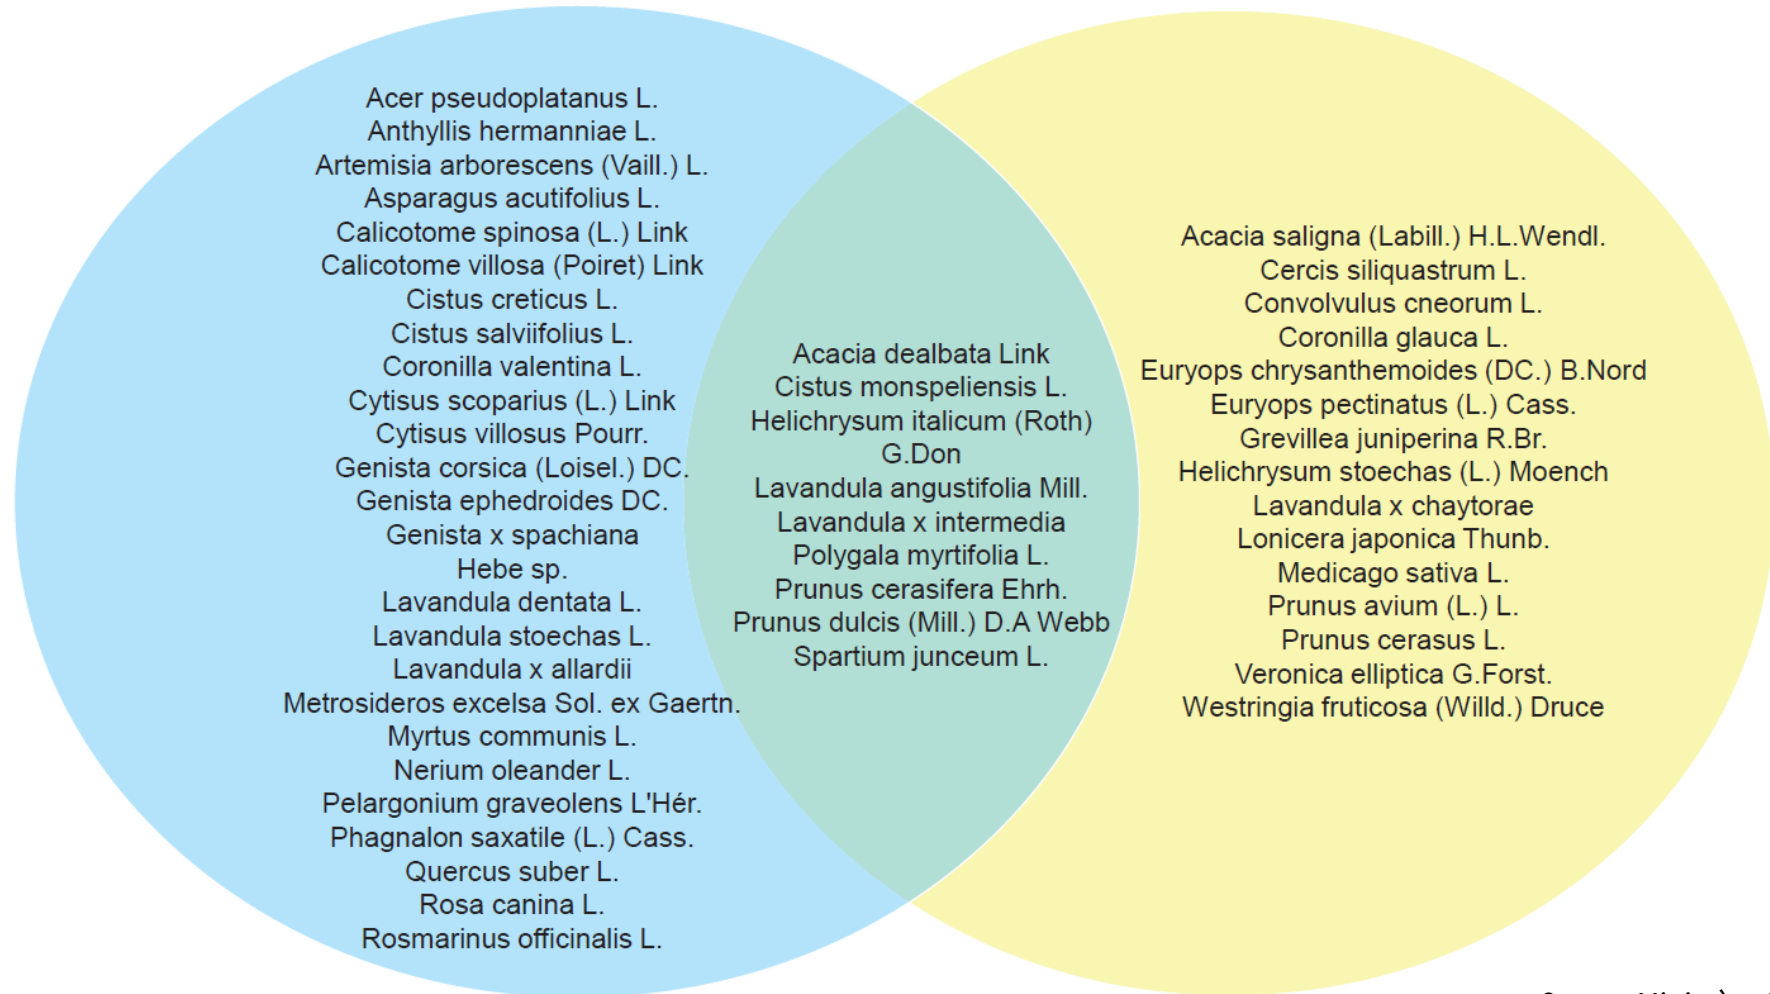 Acer pseudoplatanus L.
Anthyllis hermanniae L.
Artemisia arborescens (Vaill.) L.
Asparagus acutifolius L.
Calicotome spinosa (L.) Link
Calicotome villosa (Poiret) Link
Cistus creticus L.
Cistus salviifolius L.
Coronilla valentina L.
Cytisus scoparius (L.) Link
Cytisus villosus Pourr.
Genista corsica (Loisel.) DC.
Genista ephedroides DC.
Genista x spachiana
Hebe sp.
Lavandula dentata L.
Lavandula stoechas L.
Lavandula x allardii
Metrosideros excelsa Sol. ex Gaertn.
Myrtus communis L.
Nerium oleander L.
Pelargonium graveolens L'Hér.
Phagnalon saxatile (L.) Cass.
Quercus suber L.
Rosa canina L.
Rosmarinus officinalis L.
Acacia dealbata Link
Cistus monspeliensis L.
Helichrysum italicum (Roth)
G.Don
Lavandula angustifolia Mill.
Lavandula x intermedia
Polygala myrtifolia L.
Prunus cerasifera Ehrh.
Prunus dulcis (Mill.) D.A Webb
Spartium junceum L.
Acacia saligna (Labill.) H.L.Wendl.
Cercis siliquastrum L.
Convolvulus cneorum L.
Coronilla glauca L.
Euryops chrysanthemoides (DC.) B.Nord
Euryops pectinatus (L.) Cass.
Grevillea juniperina R.Br.
Helichrysum stoechas (L.) Moench
Lavandula x chaytorae
Lonicera japonica Thunb.
Medicago sativa L.
Prunus avium (L.) L.
Prunus cerasus L.
Veronica elliptica G.Forst.
Westringia fruticosa (Willd.) Druce